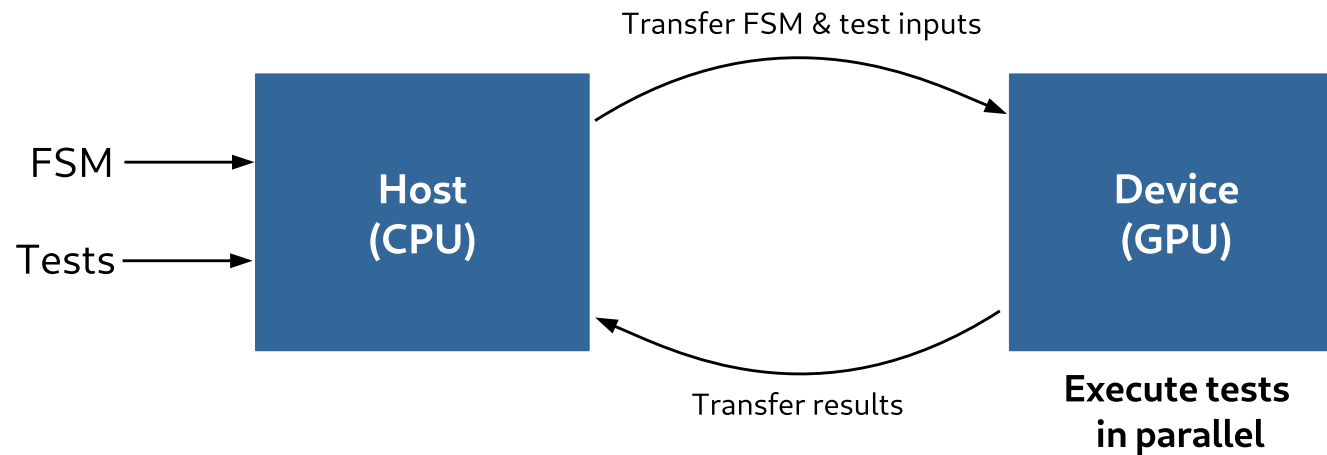 Transfer FSM & test inputs
FSM
Tests
Host
(CPU)
Device
(GPU)
Transfer results
Execute tests
in parallel